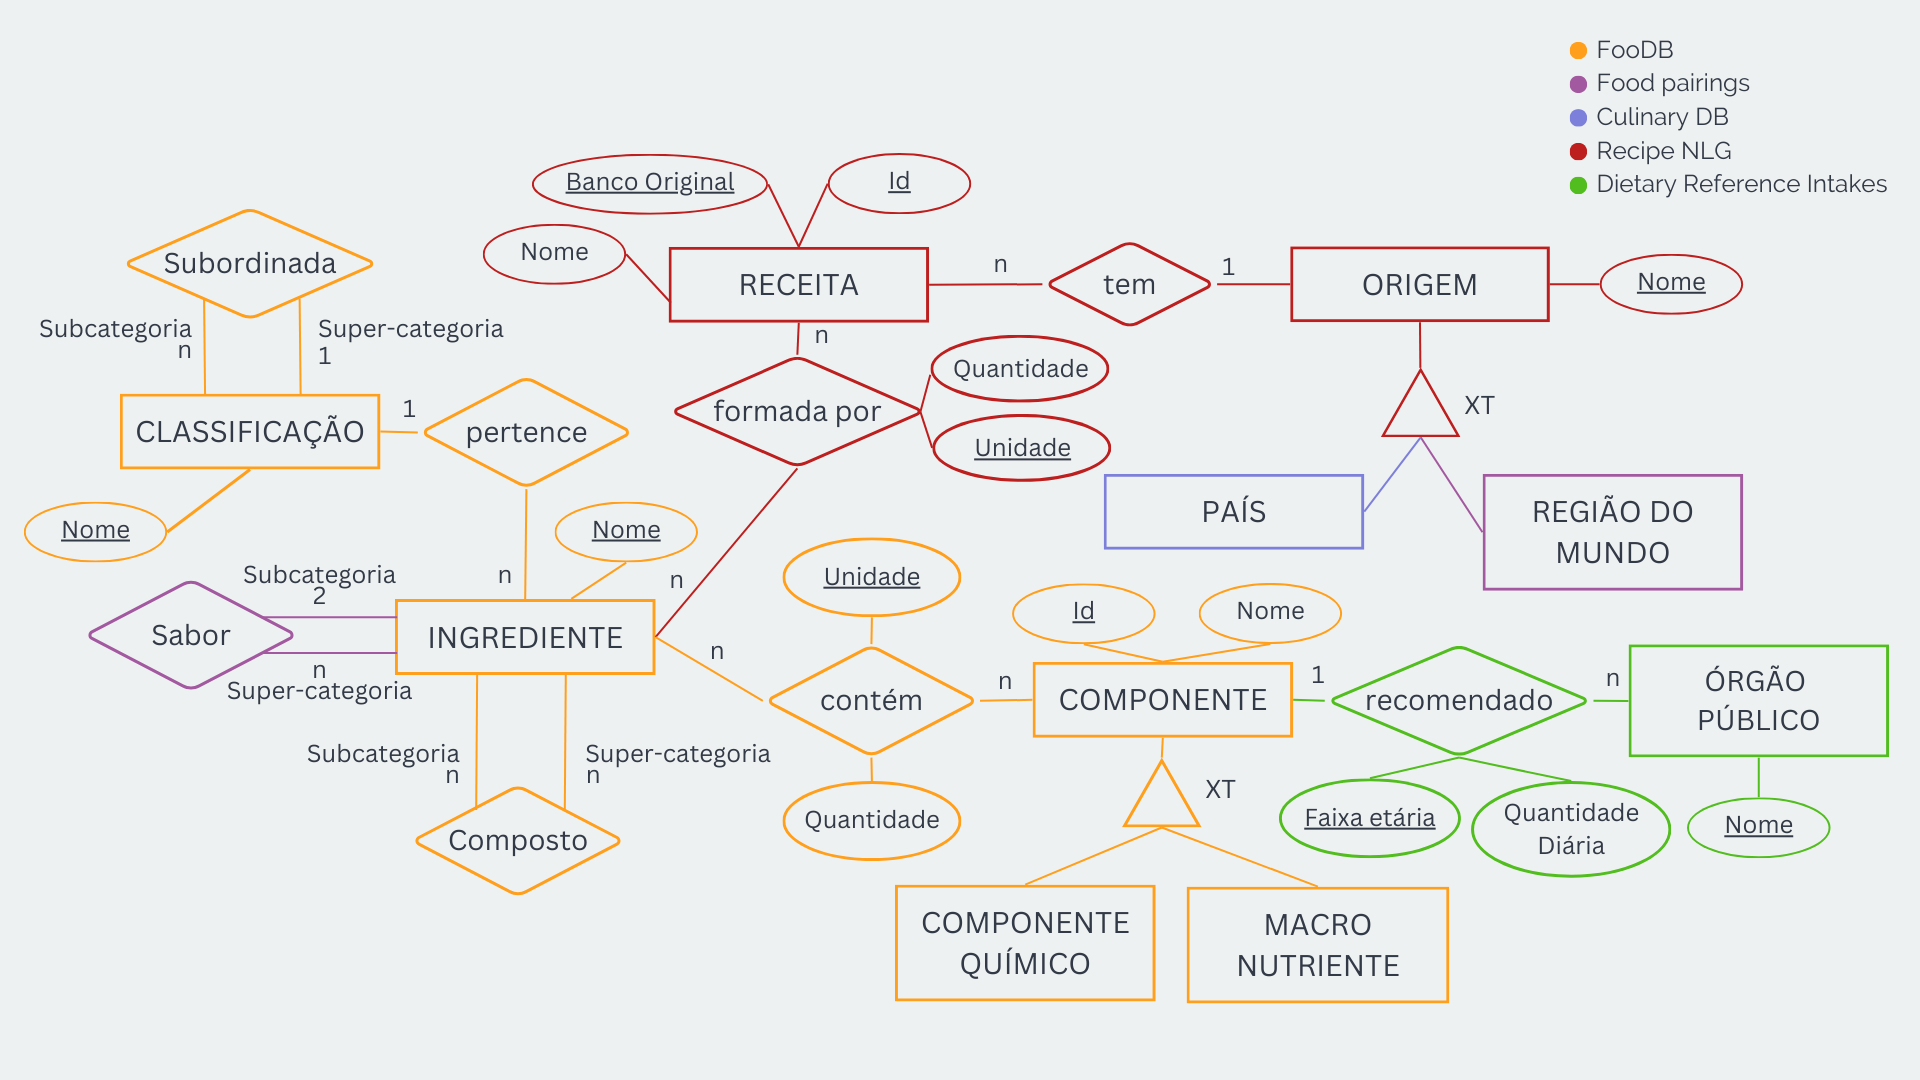 FooDB
Food pairings
Culinary DB
Recipe NLG
Dietary Reference Intakes
Banco Original
Id
Nome
Subordinada
RECEITA
n
tem
1
ORIGEM
Nome
Subcategoria
n
Super-categoria
1
n
Quantidade
formada por
Unidade
XT
CLASSIFICAÇÃO
1
pertence
Nome
Nome
PAÍS
REGIÃO DO
MUNDO
Subcategoria
2
n
n
Unidade
Id
Nome
Sabor
INGREDIENTE
n
Super-categoria
n
contém
n
COMPONENTE
1
recomendado
n
ÓRGÃO
PÚBLICO
Subcategoria
n
Super-categoria
n
Composto
Quantidade
XT
Faixa etária
Quantidade
Diária
Nome
COMPONENTE
QUÍMICO
MACRO
NUTRIENTE